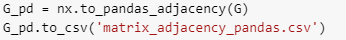 G_pd = nx.to_pandas_adjacency(G)
G_pd.to_csv('matrix_adjacency_pandas.csv')